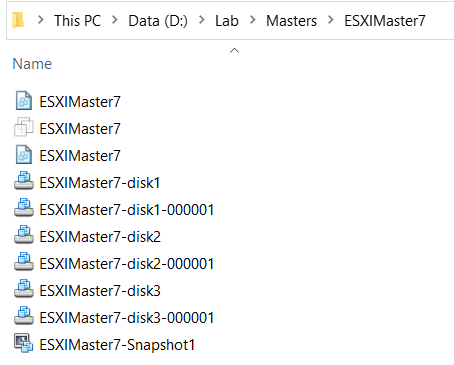 This PC > Data (D:) > Lab > Masters > ESXIMaster7
Name
ESXIMaster7
ESXIMaster7
ESXIMaster7
ESXIMaster7-disk1
ESXIMaster7-disk1-000001
ESXIMaster7-disk2
ESXIMaster7-disk2-000001
ESXIMaster7-disk3
ESXIMaster7-disk3-000001
ESXIMaster7-Snapshot1